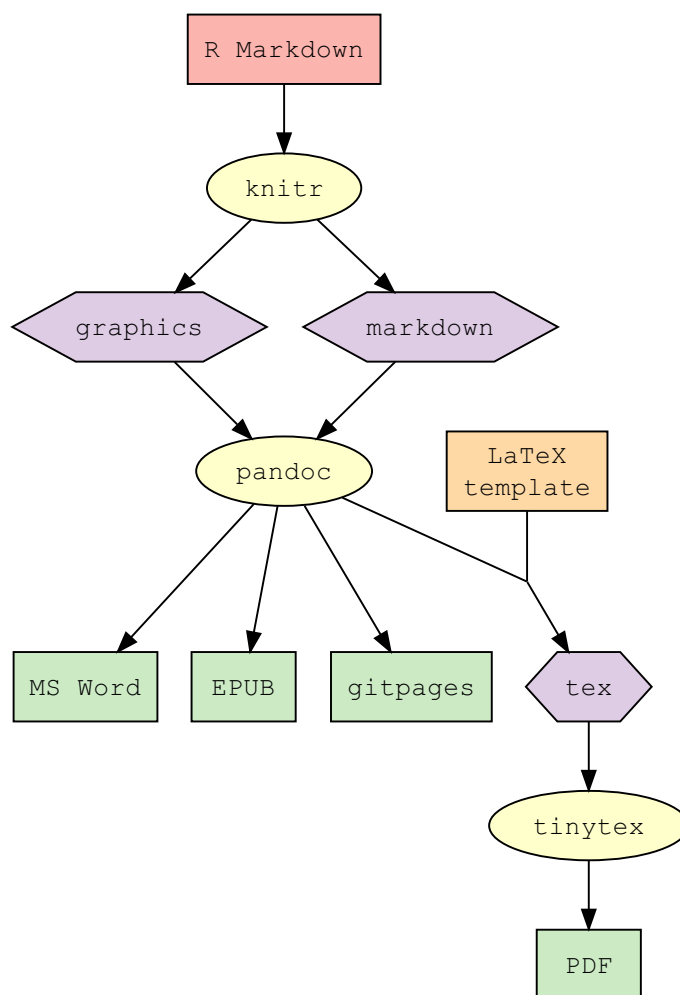 R Markdown
knitr
graphics
markdown
pandoc
LaTeX
template
MS Word
EPUB
gitpages
tex
tinytex
PDF